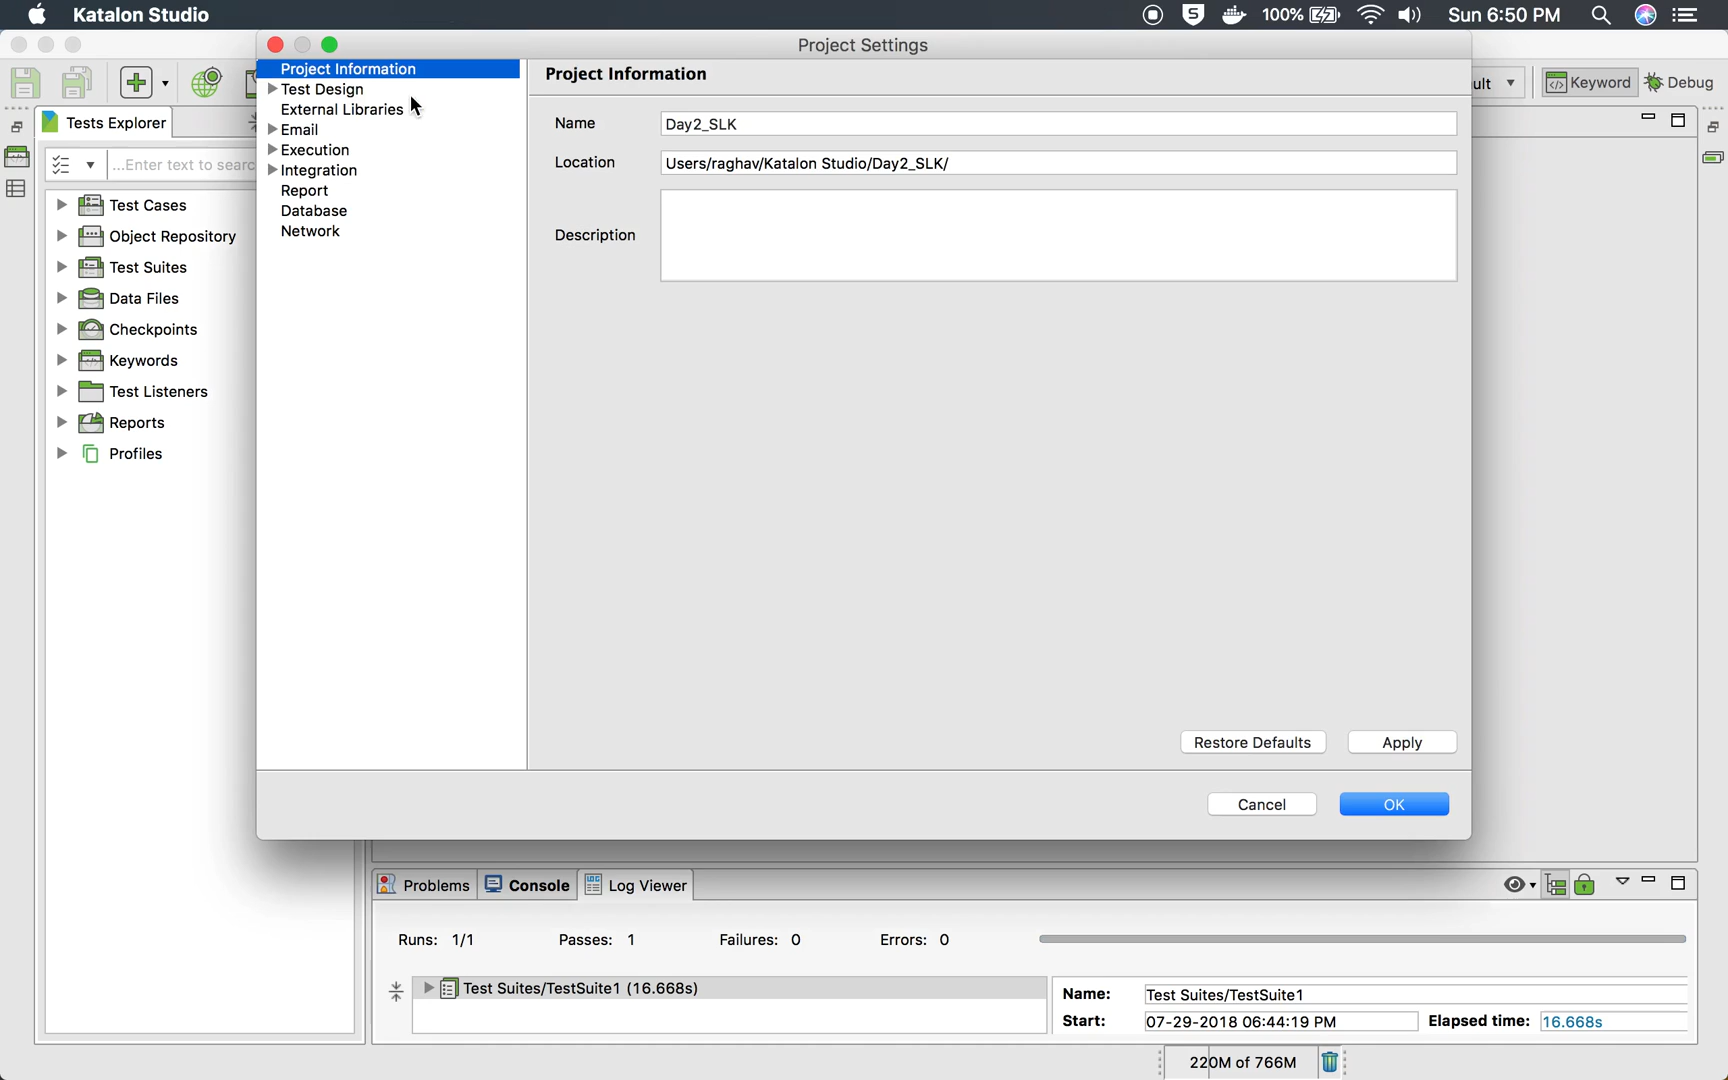 Katalon Studio
100%
Sun 6:50 PM
Project Settings
ult
Keyword
Debug
Tests Explorer
...Enter text to searc
Test Cases
Object Repository
Test Suites
Data Files
Checkpoints
Keywords
Test Listeners
Reports
Profiles
Project Information
Test Design
External Libraries
Email
Execution
Integration
Report
Database
Network
Project Information
Name
Day2_SLK
Location
Users/raghav/Katalon Studio/Day2_SLK/
Description
Restore Defaults
Apply
Cancel
OK
Problems
Console
Log Viewer
Runs: 1/1
Passes: 1
Failures: 0
Errors: 0
Test Suites/TestSuite1 (16.668s)
Name: Test Suites/TestSuite1
Start: 07-29-2018 06:44:19 PM
Elapsed time: 16.668s
220M of 766M